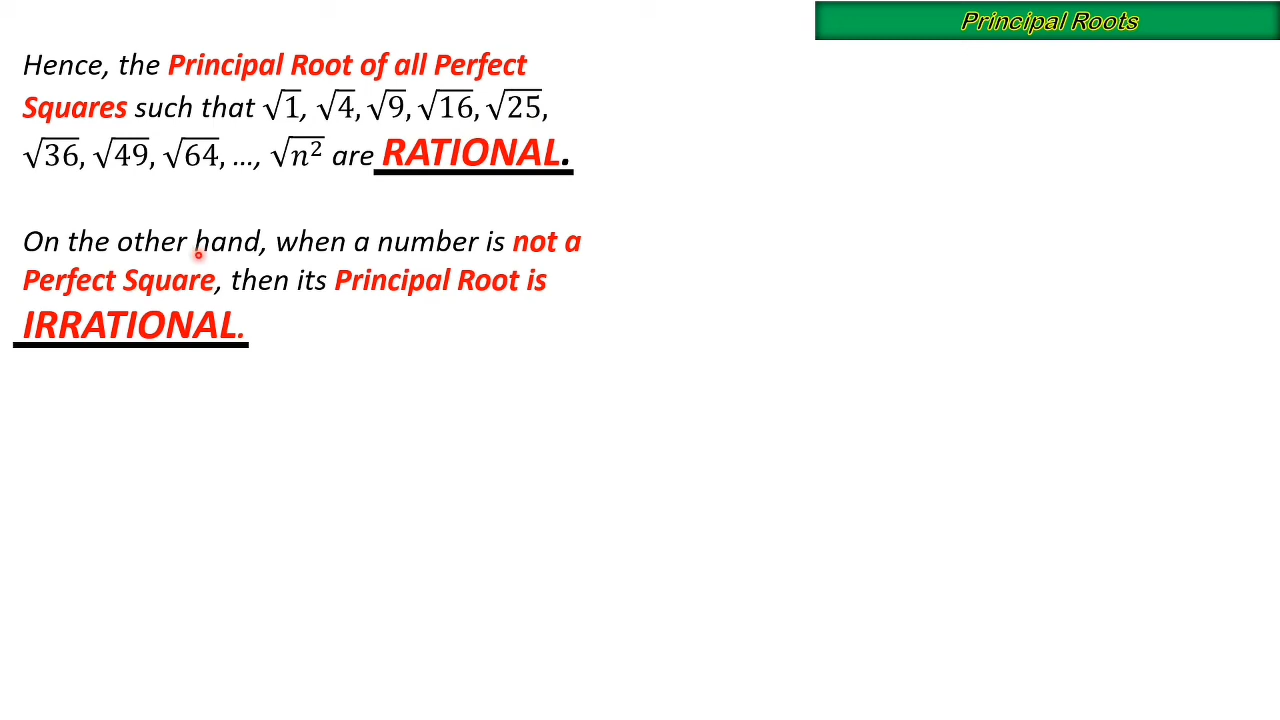 Principal Roots
Hence, the Principal Root of all Perfect
Squares such that √1, √4, √9, √16, √25,
√36, √49, √64, ..., √n² are RATIONAL.
On the other hand, when a number is not a
Perfect Square, then its Principal Root is
IRRATIONAL.